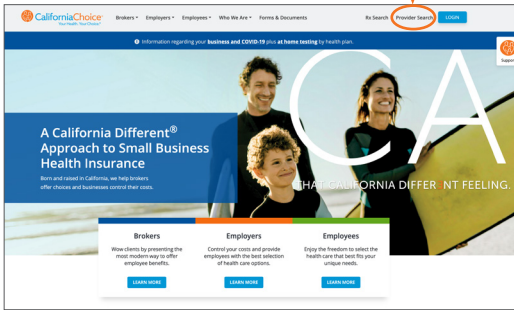 CaliforniaChoice®
Your Health. Your Choice.®
Brokers Employers Employees Who We Are Forms & Documents
Rx Search Provider Search LOGIN
Information regarding your business and COVID-19 plus at home testing by health plan.
Support
CA
THAT CALIFORNIA DIFFERENT FEELING.
A California Different®
Approach to Small Business
Health Insurance
Born and raised in California, we help brokers
offer choices and businesses control their costs.
Brokers
Wow clients by presenting the
most modern way to offer
employee benefits.
LEARN MORE
Employers
Control your costs and provide
employees with the best selection
of health care options.
LEARN MORE
Employees
Enjoy the freedom to select the
health care that best fits your
unique needs.
LEARN MORE